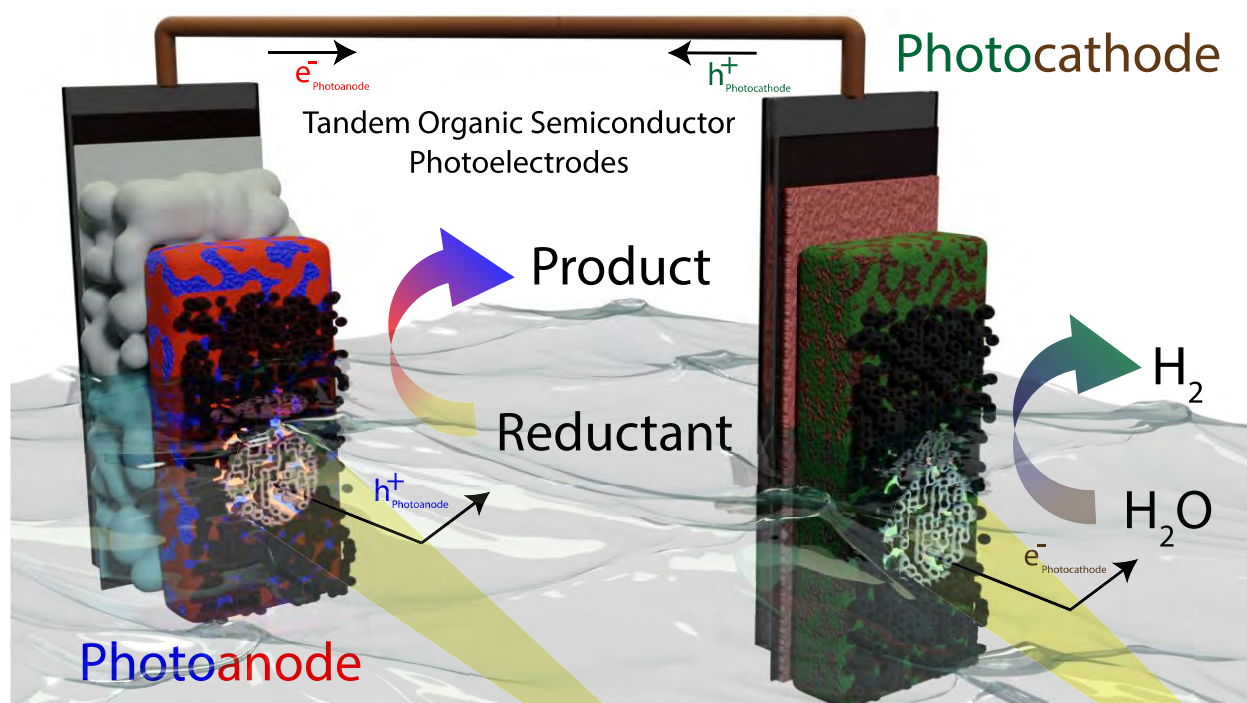 Photocathode
e⁻Photoanode
h⁺Photocathode
Tandem Organic Semiconductor
Photoelectrodes
Product
Reductant
H₂
h⁺Photoanode
H₂O
e⁻Photocathode
Photoanode